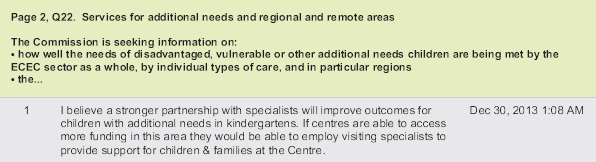 Page 2, Q22. Services for additional needs and regional and remote areas
The Commission is seeking information on:
• how well the needs of disadvantaged, vulnerable or other additional needs children are being met by the
ECEC sector as a whole, by individual types of care, and in particular regions
• the...
1 I believe a stronger partnership with specialists will improve outcomes for Dec 30, 2013 1:08 AM
children with additional needs in kindergartens. If centres are able to access
more funding in this area they would be able to employ visiting specialists to
provide support for children & families at the Centre.